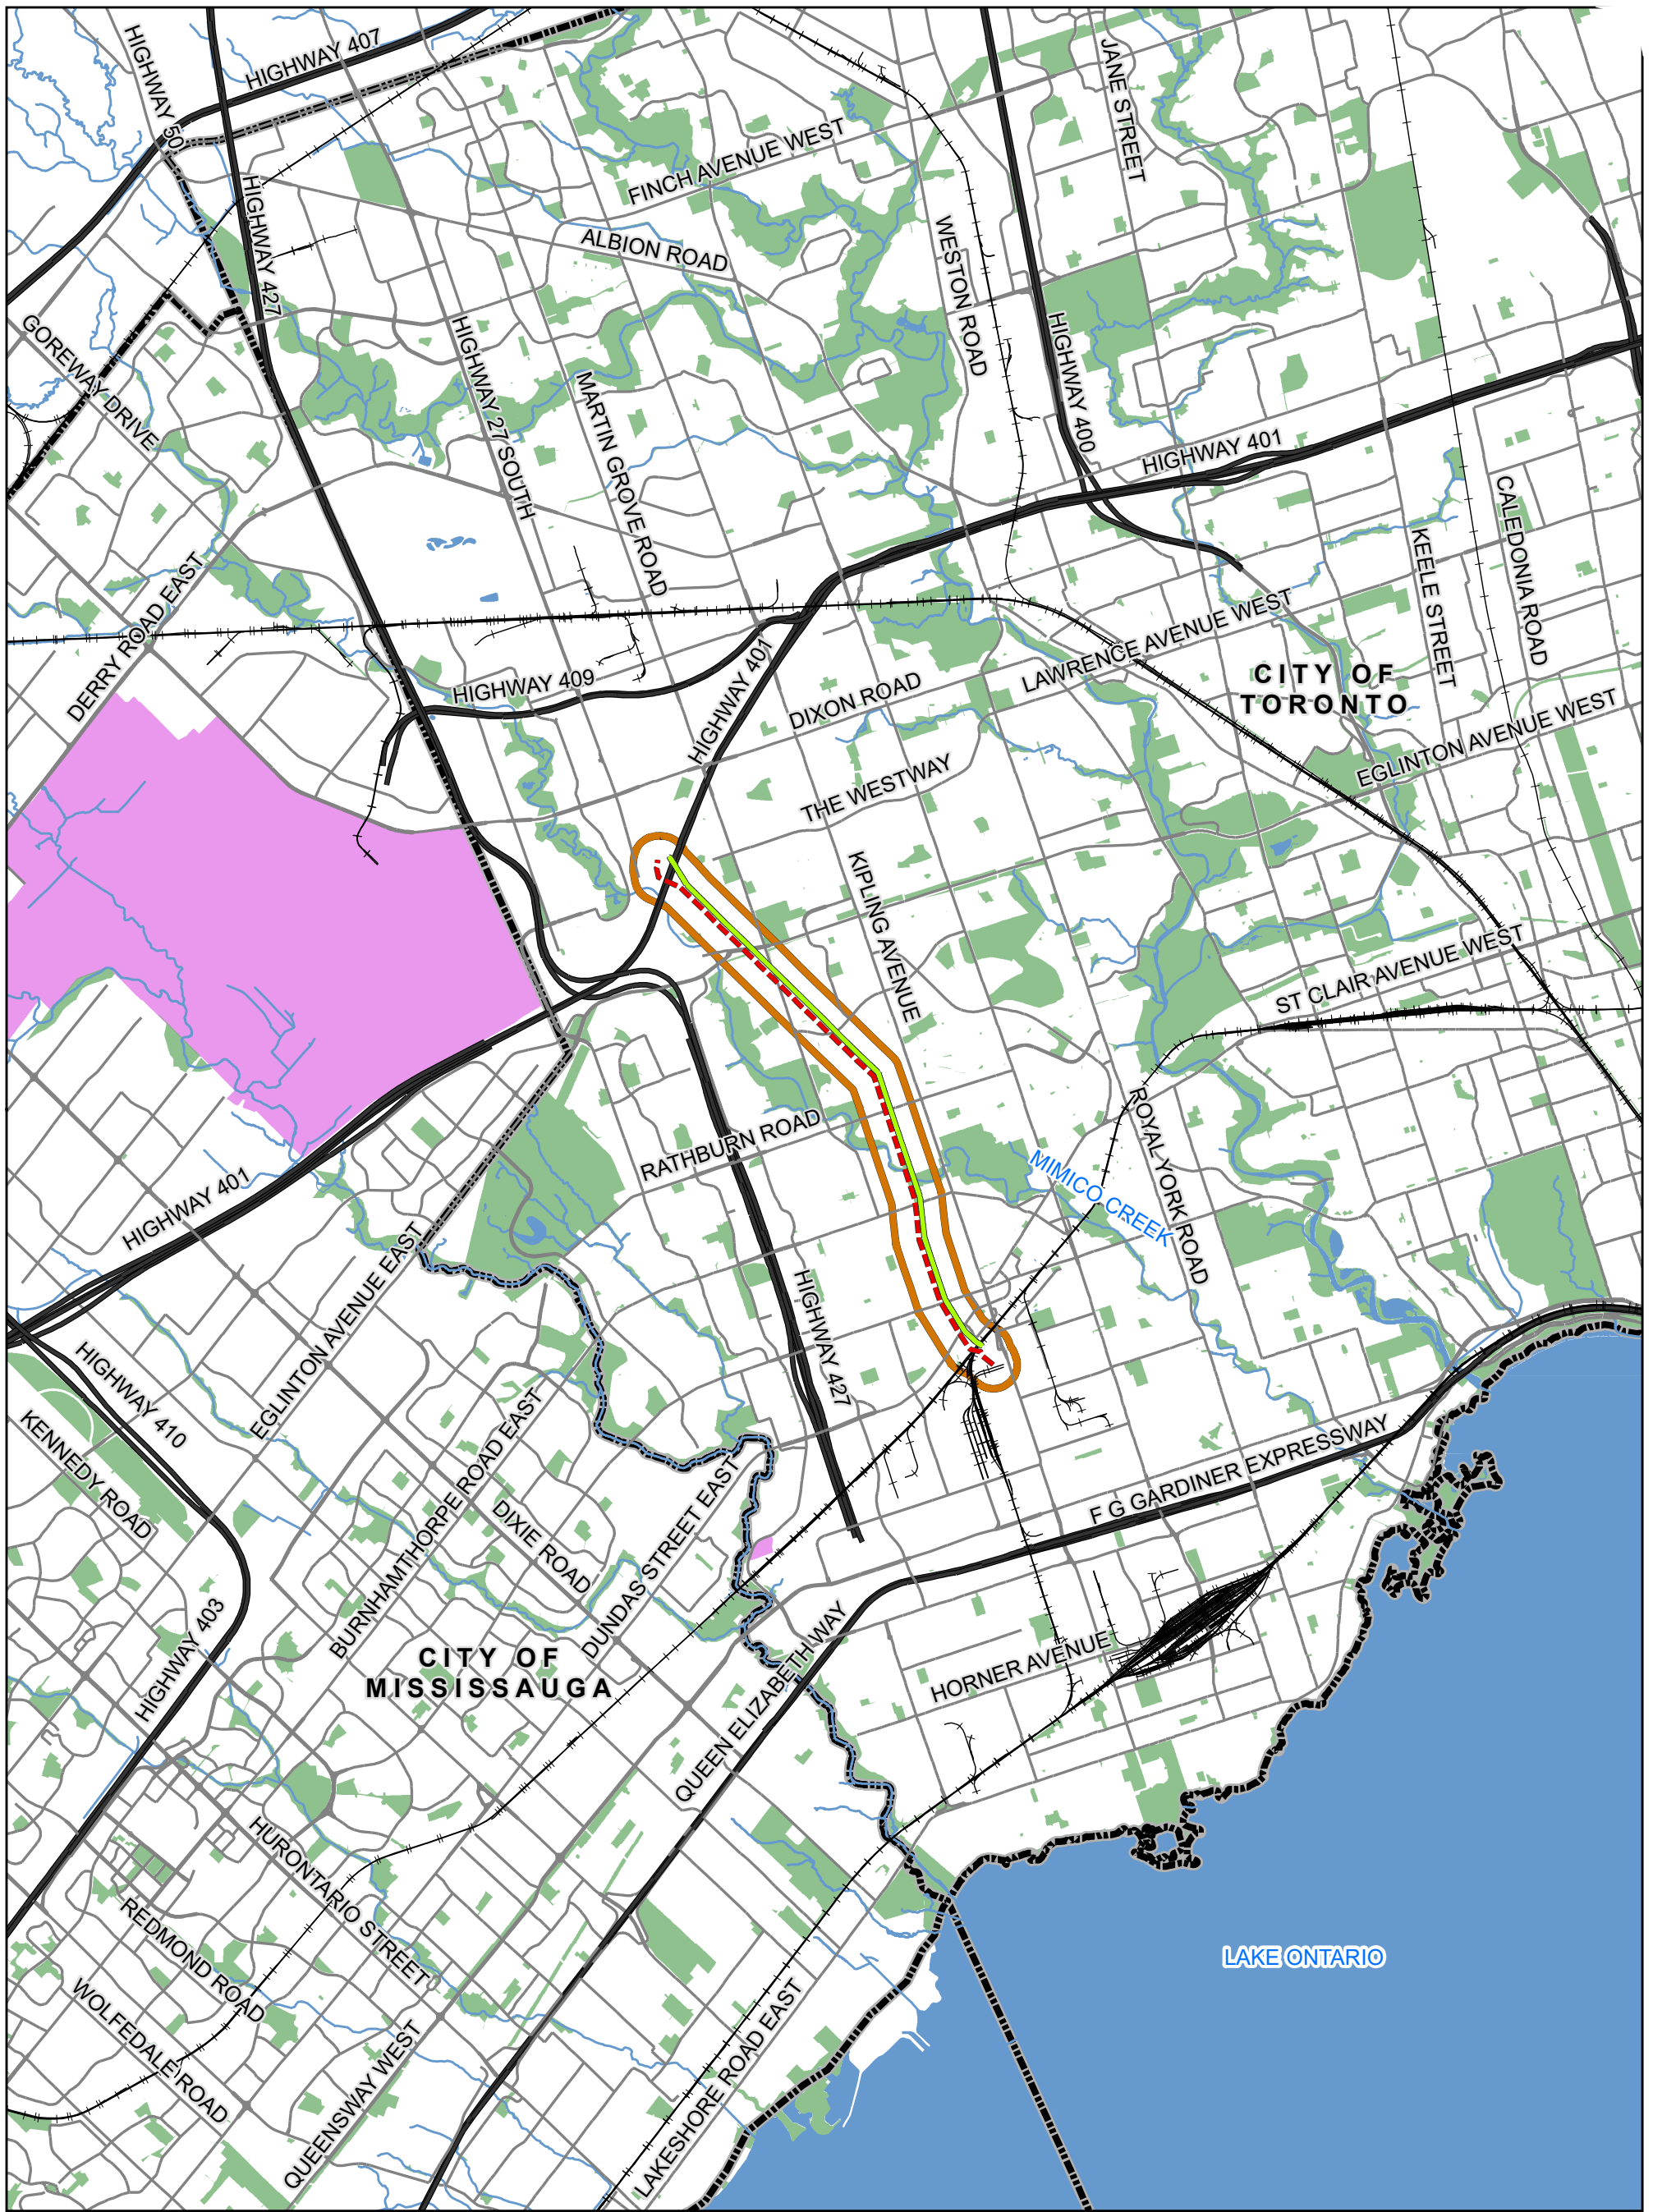 HIGHWAY 50
HIGHWAY 407
JANE STREET
FINCH AVENUE WEST
HIGHWAY 427
ALBION ROAD
WESTON ROAD
GOREWAY DRIVE
HIGHWAY 27 SOUTH
HIGHWAY 400
MARTIN GROVE ROAD
HIGHWAY 401
CALEDONIA ROAD
KEELE STREET
DERRY ROAD EAST
LAWRENCE AVENUE WEST
HIGHWAY 401
HIGHWAY 409
DIXON ROAD
CITY OF
TORONTO
EGLINTON AVENUE WEST
THE WESTWAY
KIPLING AVENUE
ST CLAIR AVENUE WEST
RATHBURN ROAD
ROYAL YORK ROAD
MIMICO CREEK
HIGHWAY 401
EGLINTON AVENUE EAST
HIGHWAY 427
HIGHWAY 410
KENNEDY ROAD
BURNHAMTHORPE ROAD EAST
DIXIE ROAD
DUNDAS STREET EAST
F G GARDINER EXPRESSWAY
HIGHWAY 403
CITY OF
MISSISSAUGA
QUEEN ELIZABETH WAY
HORNER AVENUE
HURONTARIO STREET
REDMOND ROAD
LAKE ONTARIO
WOLFEDALE ROAD
QUEENSWAY WEST
LAKESHORE ROAD EAST